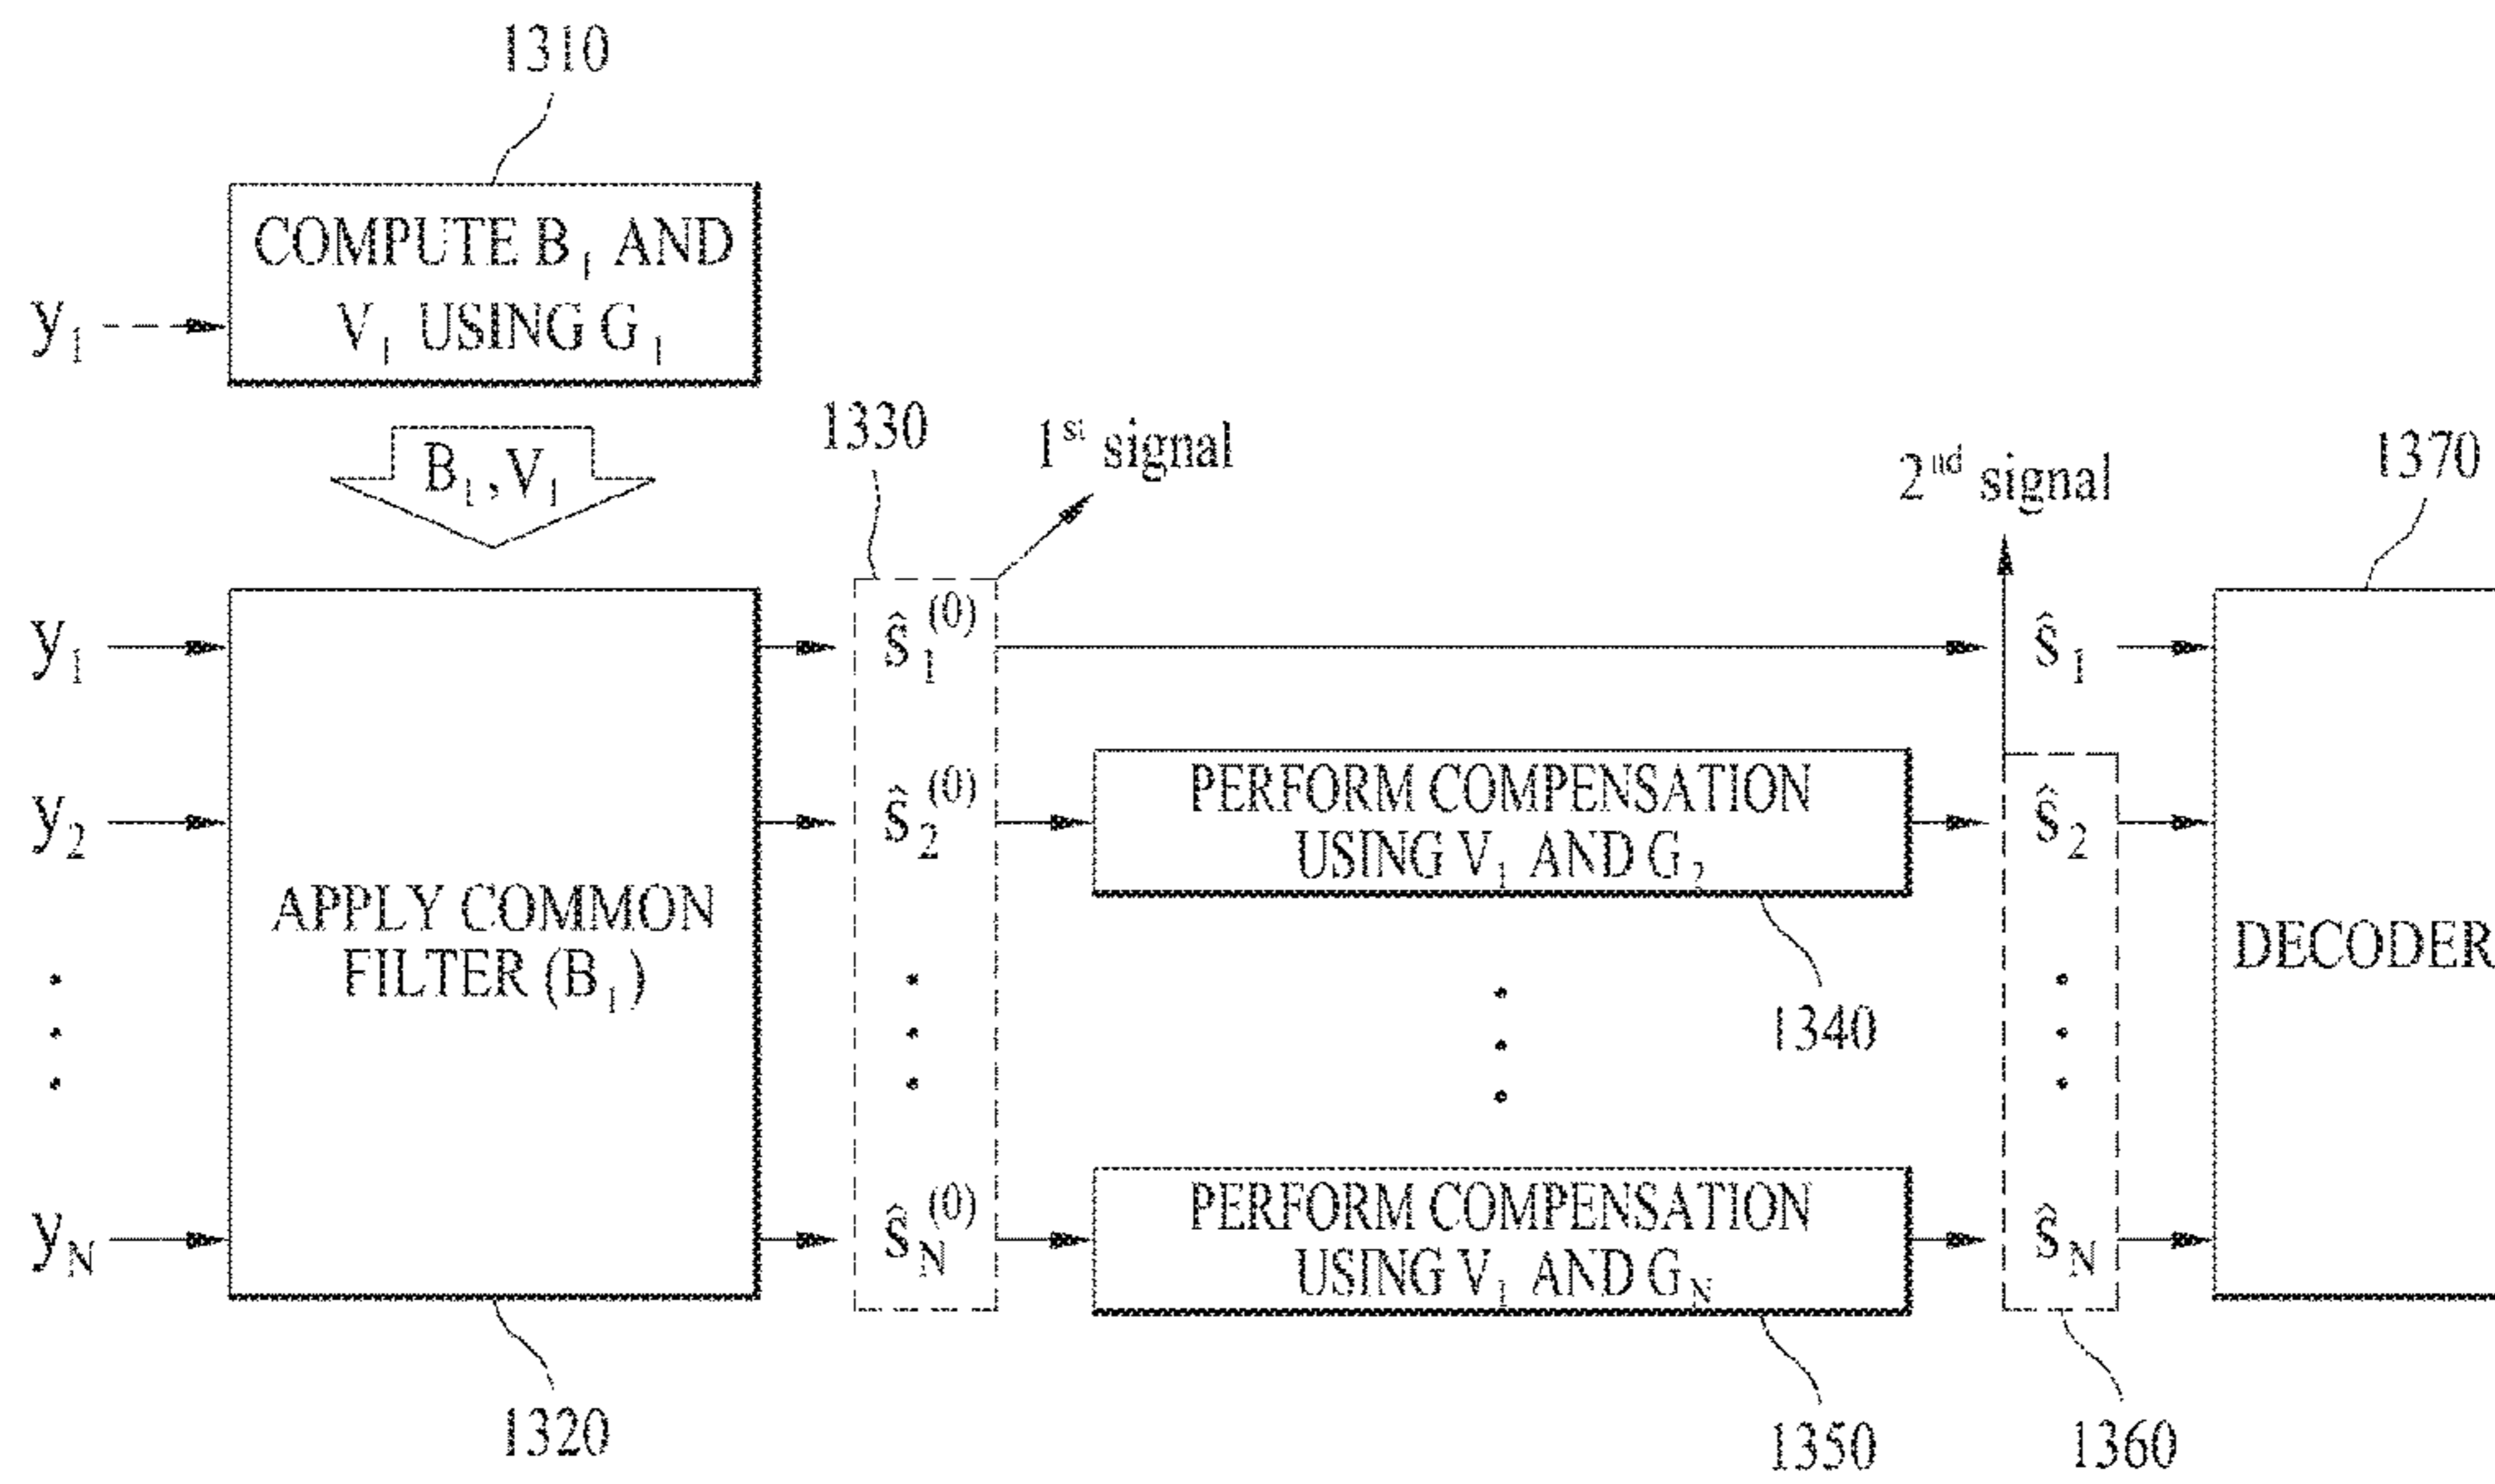 1310
COMPUTE B₁ AND
V₁ USING G₁
y₁
B₁,V₁
1330
1st signal
2nd signal
1370
y₁
ŝ₁(0)
ŝ₁
y₂
ŝ₂(0)
PERFORM COMPENSATION
USING V₁ AND G₂
ŝ₂
APPLY COMMON
FILTER (B₁)
DECODER
1340
yN
ŝN(0)
PERFORM COMPENSATION
USING V₁ AND GN
ŝN
1320
1350
1360